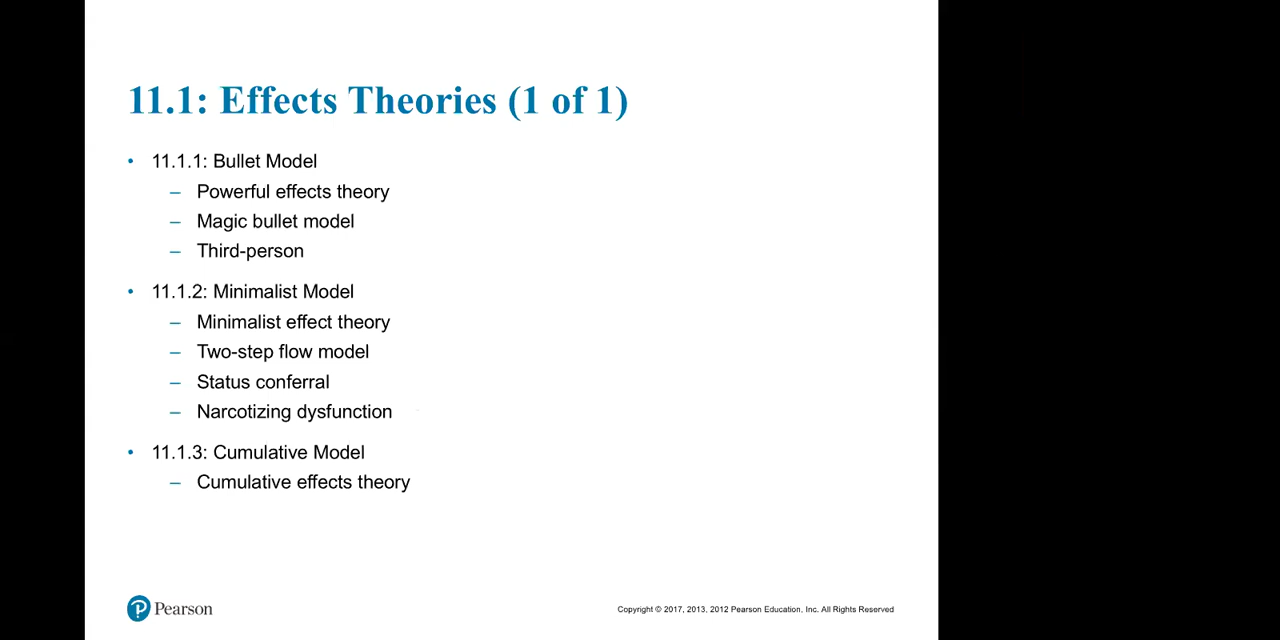 11.1: Effects Theories (1 of 1)
• 11.1.1: Bullet Model
– Powerful effects theory
– Magic bullet model
– Third-person
• 11.1.2: Minimalist Model
– Minimalist effect theory
– Two-step flow model
– Status conferral
– Narcotizing dysfunction
• 11.1.3: Cumulative Model
– Cumulative effects theory
Pearson
Copyright © 2017, 2013, 2012 Pearson Education, Inc. All Rights Reserved